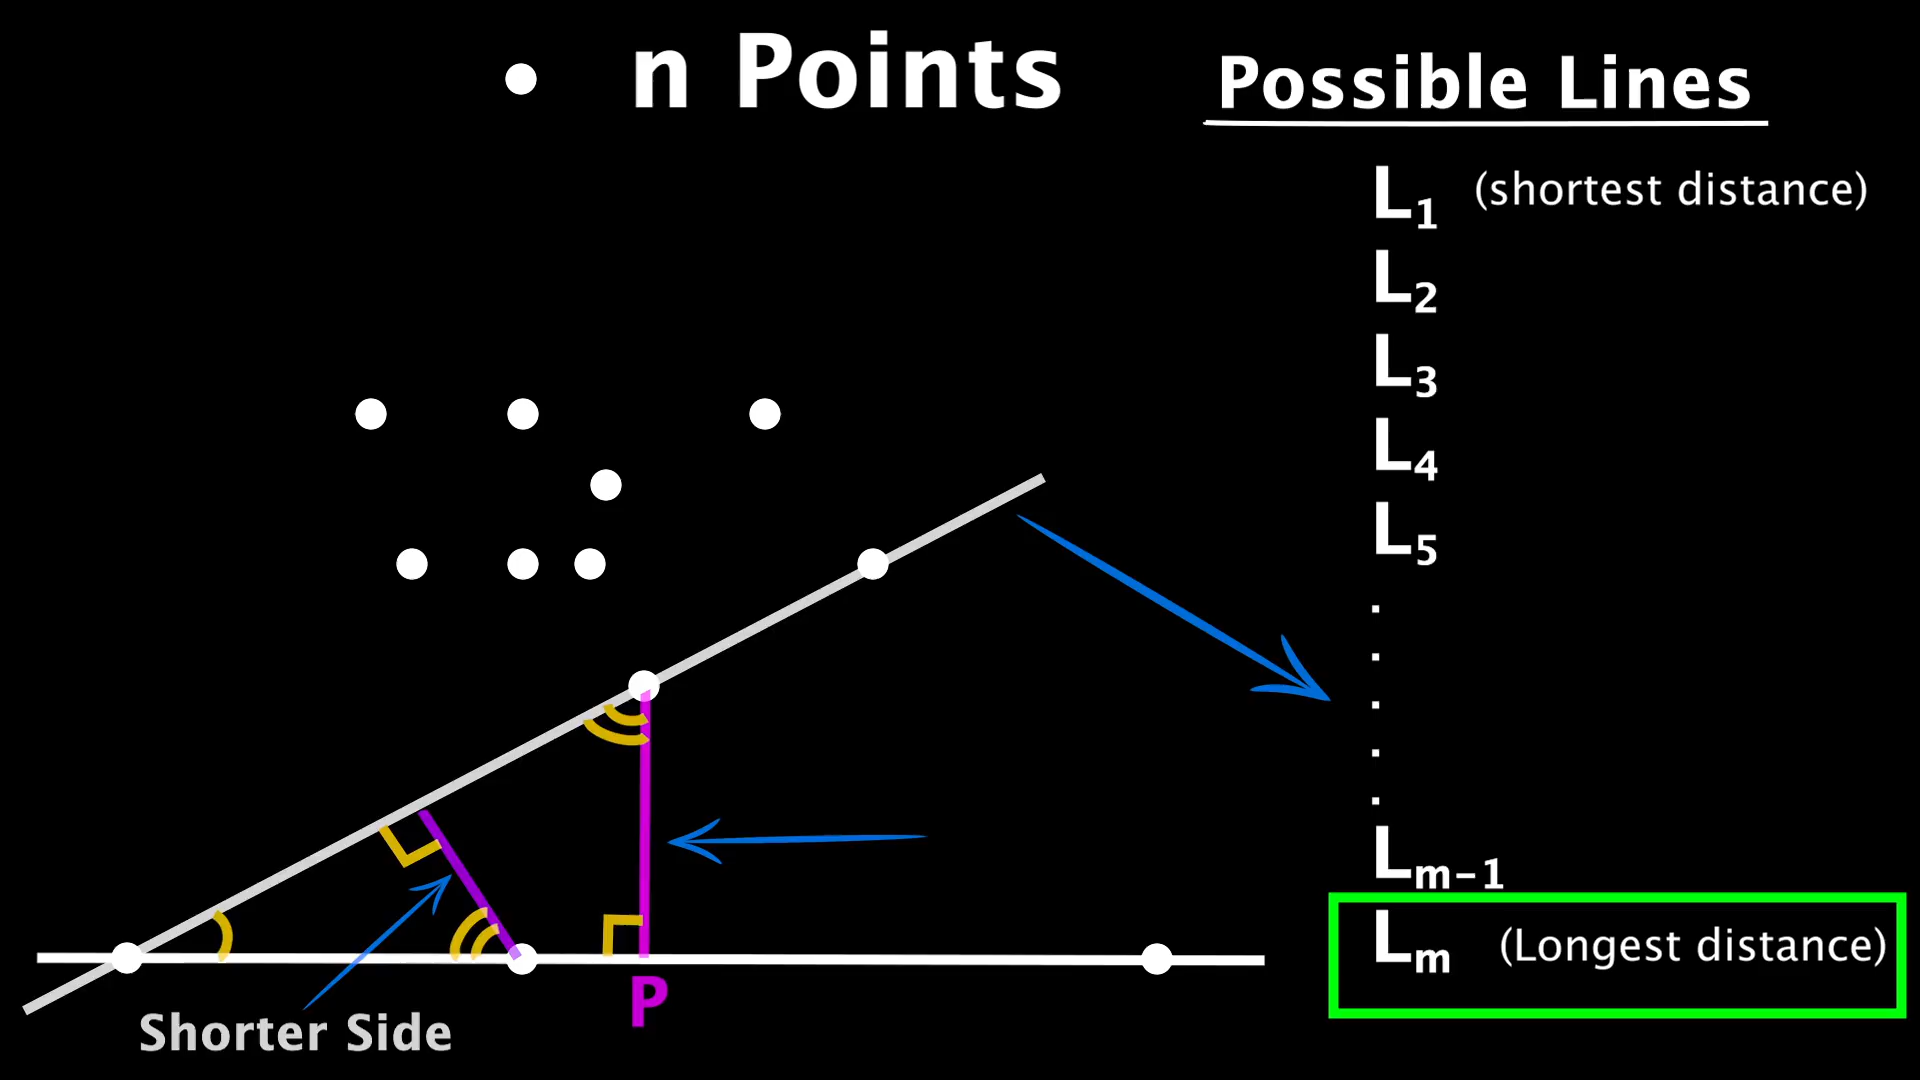 n Points
Possible Lines
L₁ (shortest distance)
L₂
L₃
L₄
L₅
.
.
.
.
.
Lₘ₋₁
Lₘ (Longest distance)
P
Shorter Side